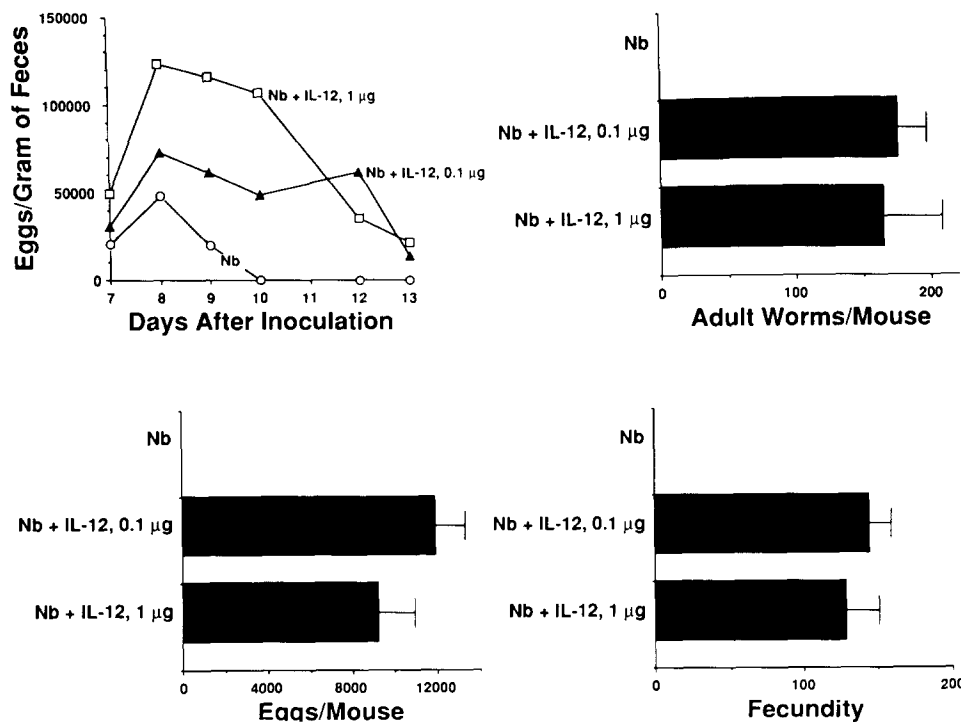 150000
100000
50000
0
Eggs/Gram of Feces
Nb + IL-12, 1 µg
Nb + IL-12, 0.1 µg
Nb
7 8 9 10 11 12 13
Days After Inoculation
Nb
Nb + IL-12, 0.1 µg
Nb + IL-12, 1 µg
0 100 200
Adult Worms/Mouse
Nb
Nb + IL-12, 0.1 µg
Nb + IL-12, 1 µg
0 4000 8000 12000
Eggs/Mouse
Nb
Nb + IL-12, 0.1 µg
Nb + IL-12, 1 µg
0 100 200
Fecundity